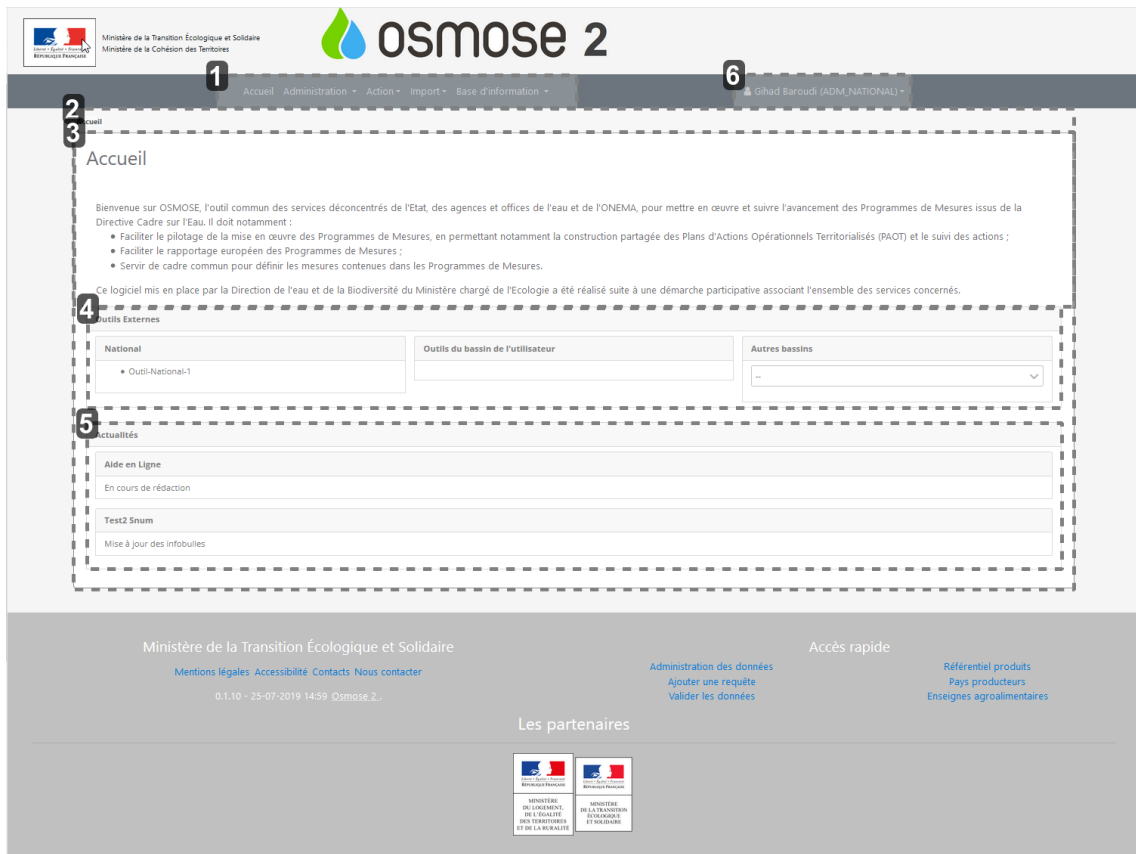 Liberté • Égalité • Fraternité
RÉPUBLIQUE FRANÇAISE
Ministère de la Transition Écologique et Solidaire
Ministère de la Cohésion des Territoires
osmose 2
1
Accueil Administration Action Import Base d'information
6
Gihad Baroudi (ADM_NATIONAL)
2
Accueil
3
Accueil
Bienvenue sur OSMOSE, l'outil commun des services déconcentrés de l'Etat, des agences et offices de l'eau et de l'ONEMA, pour mettre en œuvre et suivre l'avancement des Programmes de Mesures issus de la
Directive Cadre sur l'Eau. Il doit notamment :
• Faciliter le pilotage de la mise en œuvre des Programmes de Mesures, en permettant notamment la construction partagée des Plans d'Actions Opérationnels Territorialisés (PAOT) et le suivi des actions ;
• Faciliter le rapportage européen des Programmes de Mesures ;
• Servir de cadre commun pour définir les mesures contenues dans les Programmes de Mesures.
Ce logiciel mis en place par la Direction de l'eau et de la Biodiversité du Ministère chargé de l'Ecologie a été réalisé suite à une démarche participative associant l'ensemble des services concernés.
4
Outils Externes
National
• Outil-National-1
Outils du bassin de l'utilisateur
Autres bassins
--
5
Actualités
Aide en Ligne
En cours de rédaction
Test2 Snum
Mise à jour des infobulles
Ministère de la Transition Écologique et Solidaire
Mentions légales Accessibilité Contacts Nous contacter
0.1.10 - 25-07-2019 14:59 Osmose 2 .
Accès rapide
Administration des données
Ajouter une requête
Valider les données
Référentiel produits
Pays producteurs
Enseignes agroalimentaires
Les partenaires
Liberté • Égalité • Fraternité
RÉPUBLIQUE FRANÇAISE
MINISTÈRE
DU LOGEMENT,
DE L'ÉGALITÉ
DES TERRITOIRES
ET DE LA RURALITÉ
Liberté • Égalité • Fraternité
RÉPUBLIQUE FRANÇAISE
MINISTÈRE
DE LA TRANSITION
ÉCOLOGIQUE
ET SOLIDAIRE